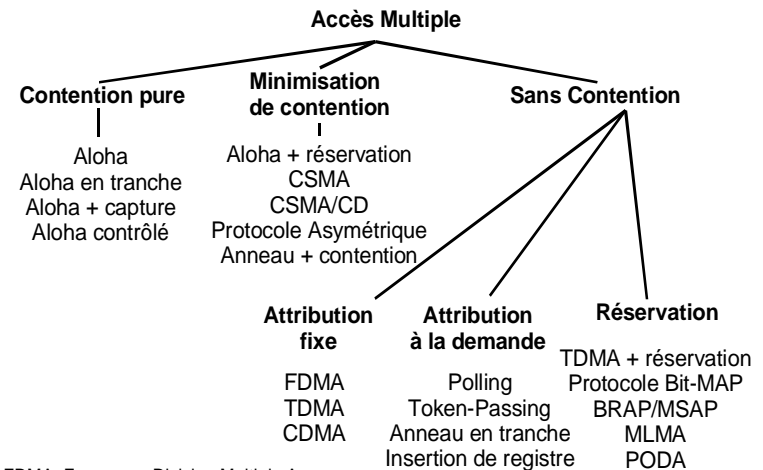 Accès Multiple
Contention pure
Aloha
Aloha en tranche
Aloha + capture
Aloha contrôlé
Minimisation
de contention
Aloha + réservation
CSMA
CSMA/CD
Protocole Asymétrique
Anneau + contention
Sans Contention
Attribution
fixe
FDMA
TDMA
CDMA
Attribution
à la demande
Polling
Token-Passing
Anneau en tranche
Insertion de registre
Réservation
TDMA + réservation
Protocole Bit-MAP
BRAP/MSAP
MLMA
PODA